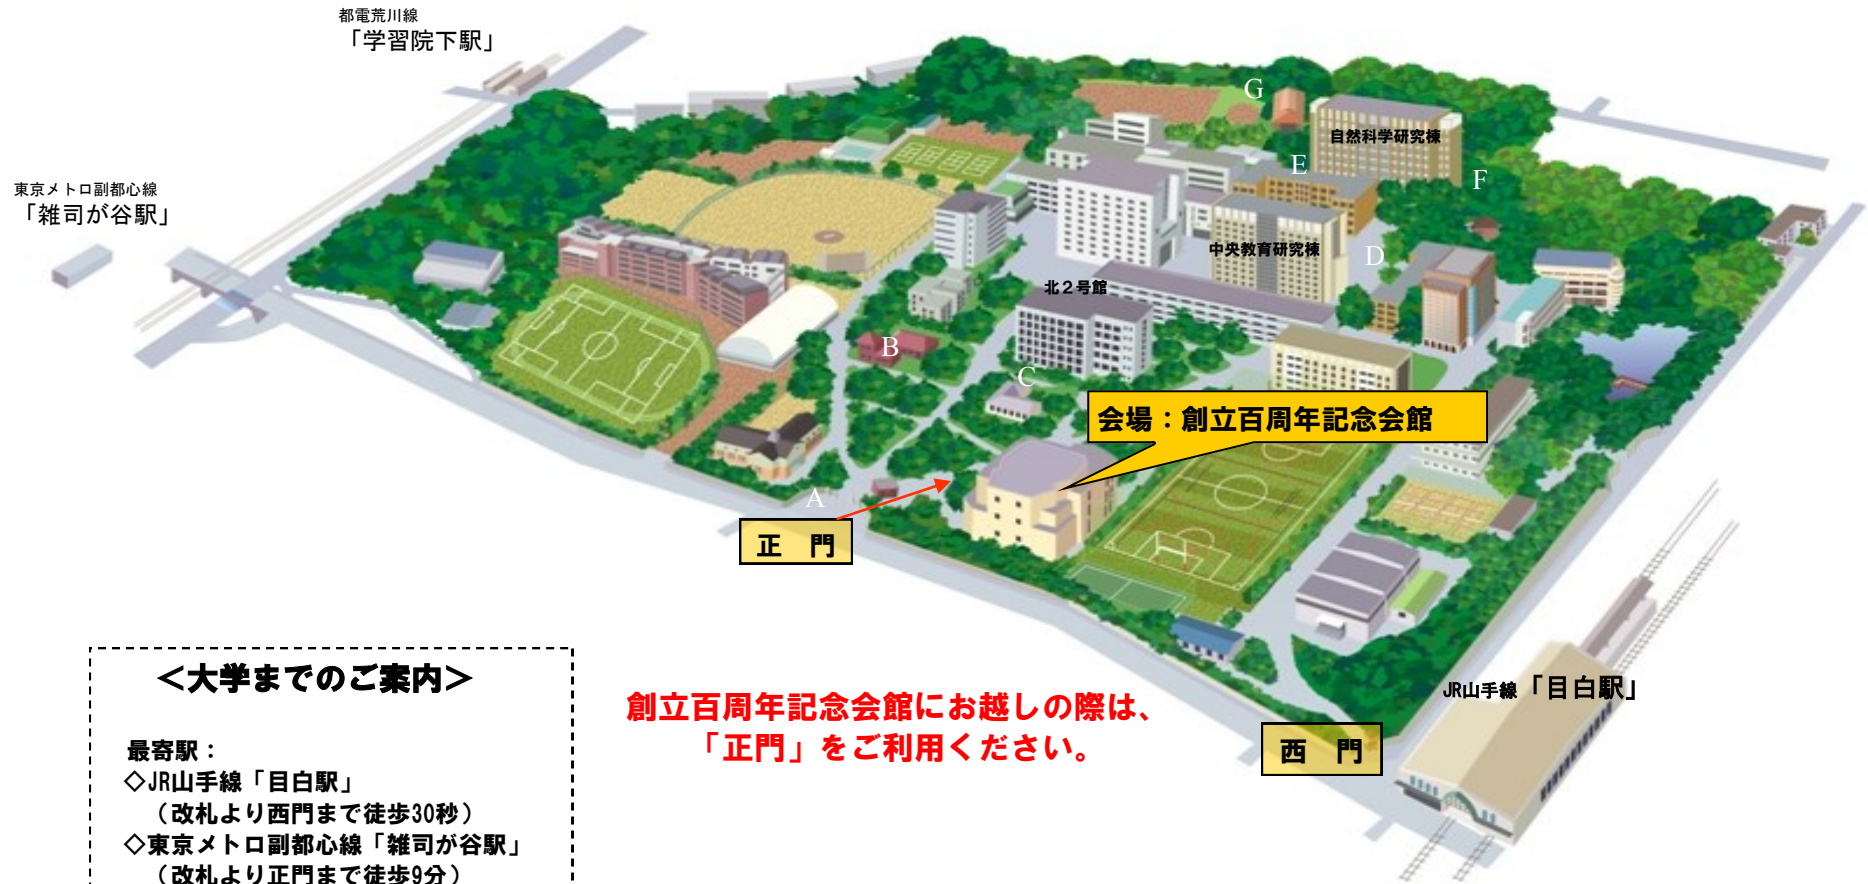 都電荒川線
「学習院下駅」
東京メトロ副都心線
「雑司が谷駅」
G
自然科学研究棟
E
F
中央教育研究棟
D
北２号館
B
C
会場：創立百周年記念会館
A
正　門
＜大学までのご案内＞
最寄駅：
◇JR山手線「目白駅」
（改札より西門まで徒歩30秒）
◇東京メトロ副都心線「雑司が谷駅」
（改札より正門まで徒歩9分）
創立百周年記念会館にお越しの際は、
「正門」をご利用ください。
JR山手線「目白駅」
西　門